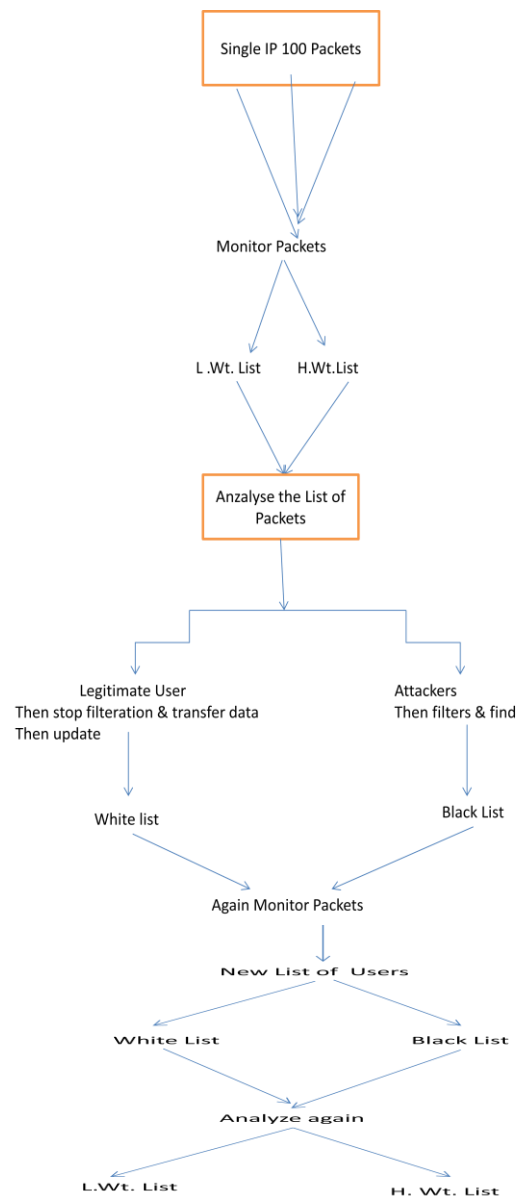 Single IP 100 Packets
Monitor Packets
L .Wt. List
H.Wt.List
Anzalyse the List of
Packets
Legitimate User
Then stop filteration & transfer data
Then update
Attackers
Then filters & find
White list
Black List
Again Monitor Packets
New List of Users
White List
Black List
Analyze again
L.Wt. List
H. Wt. List